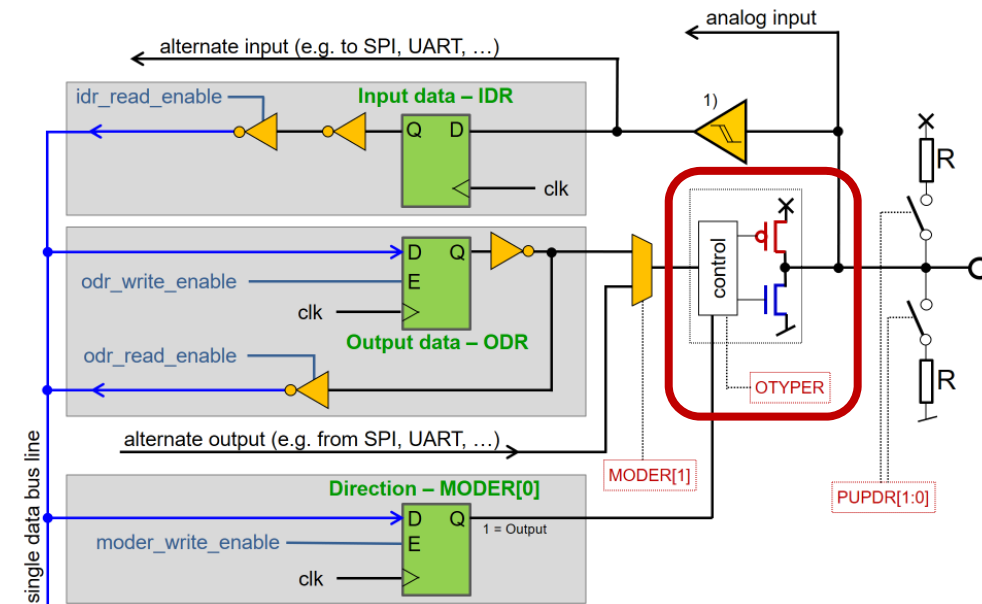 analog input
alternate input (e.g. to SPI, UART, …)
idr_read_enable
Input data – IDR
1)
Q
D
clk
R
D
Q
E
odr_write_enable
clk
Output data – ODR
control
odr_read_enable
OTYPER
R
alternate output (e.g. from SPI, UART, …)
MODER[1]
PUPDR[1:0]
Direction – MODER[0]
D
Q
1 = Output
moder_write_enable
E
clk
single data bus line